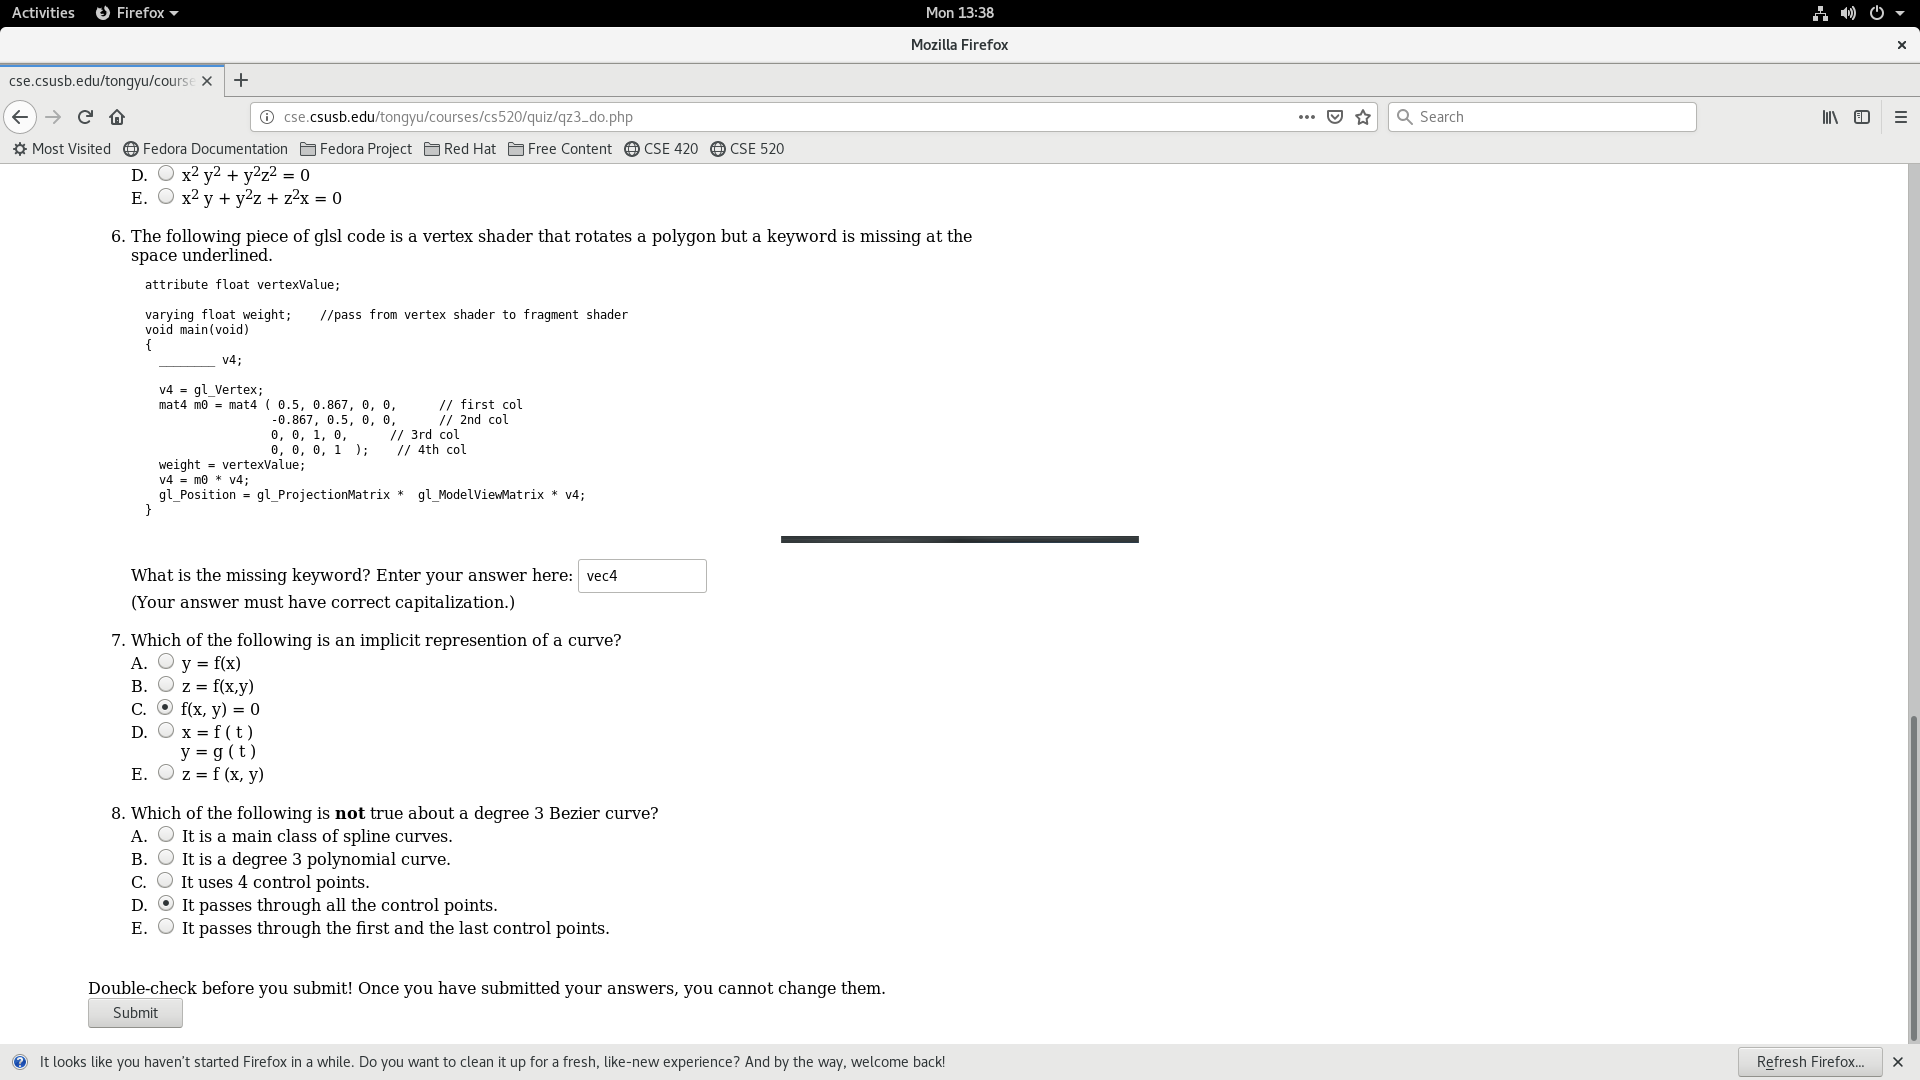 Activities Firefox Mon 13:38
Mozilla Firefox
cse.csusb.edu/tongyu/course
cse.csusb.edu/tongyu/courses/cs520/quiz/qz3_do.php Search
Most Visited Fedora Documentation Fedora Project Red Hat Free Content CSE 420 CSE 520
D. x² y² + y²z² = 0
E. x² y + y²z + z²x = 0
6. The following piece of glsl code is a vertex shader that rotates a polygon but a keyword is missing at the
space underlined.
attribute float vertexValue;
varying float weight;    //pass from vertex shader to fragment shader
void main(void)
{
  ________ v4;
  v4 = gl_Vertex;
  mat4 m0 = mat4 ( 0.5, 0.867, 0, 0,      // first col
                  -0.867, 0.5, 0, 0,      // 2nd col
                  0, 0, 1, 0,      // 3rd col
                  0, 0, 0, 1  );    // 4th col
  weight = vertexValue;
  v4 = m0 * v4;
  gl_Position = gl_ProjectionMatrix *  gl_ModelViewMatrix * v4;
}
What is the missing keyword? Enter your answer here: vec4
(Your answer must have correct capitalization.)
7. Which of the following is an implicit represention of a curve?
A. y = f(x)
B. z = f(x,y)
C. f(x, y) = 0
D. x = f ( t )
y = g ( t )
E. z = f (x, y)
8. Which of the following is not true about a degree 3 Bezier curve?
A. It is a main class of spline curves.
B. It is a degree 3 polynomial curve.
C. It uses 4 control points.
D. It passes through all the control points.
E. It passes through the first and the last control points.
Double-check before you submit! Once you have submitted your answers, you cannot change them.
Submit
It looks like you haven't started Firefox in a while. Do you want to clean it up for a fresh, like-new experience? And by the way, welcome back! Refresh Firefox...